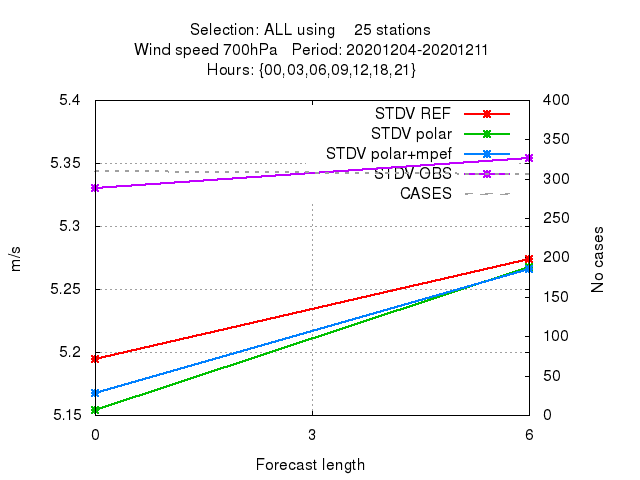 Selection: ALL using    25 stations
Wind speed 700hPa   Period: 20201204-20201211
Hours: {00,03,06,09,12,18,21}
5.4
5.35
5.3
5.25
5.2
5.15
400
350
300
250
200
150
100
50
0
STDV REF
STDV polar
STDV polar+mpef
STDV OBS
CASES
m/s
No cases
0
3
6
Forecast length